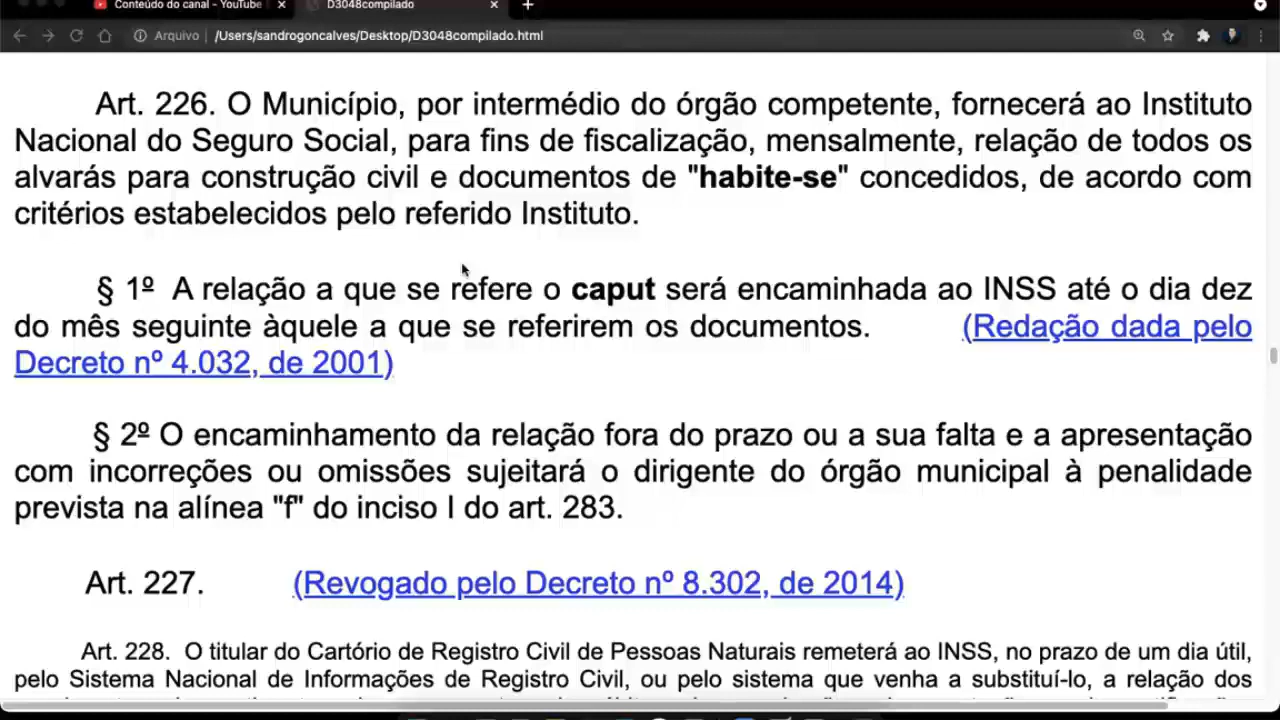 Conteúdo do canal - YouTube
D3048compilado
Arquivo | /Users/sandrogoncalves/Desktop/D3048compilado.html
Art. 226. O Município, por intermédio do órgão competente, fornecerá ao Instituto
Nacional do Seguro Social, para fins de fiscalização, mensalmente, relação de todos os
alvarás para construção civil e documentos de "habite-se" concedidos, de acordo com
critérios estabelecidos pelo referido Instituto.
§ 1º A relação a que se refere o caput será encaminhada ao INSS até o dia dez
do mês seguinte àquele a que se referirem os documentos. (Redação dada pelo
Decreto nº 4.032, de 2001)
§ 2º O encaminhamento da relação fora do prazo ou a sua falta e a apresentação
com incorreções ou omissões sujeitará o dirigente do órgão municipal à penalidade
prevista na alínea "f" do inciso I do art. 283.
Art. 227. (Revogado pelo Decreto nº 8.302, de 2014)
Art. 228. O titular do Cartório de Registro Civil de Pessoas Naturais remeterá ao INSS, no prazo de um dia útil,
pelo Sistema Nacional de Informações de Registro Civil, ou pelo sistema que venha a substituí-lo, a relação dos